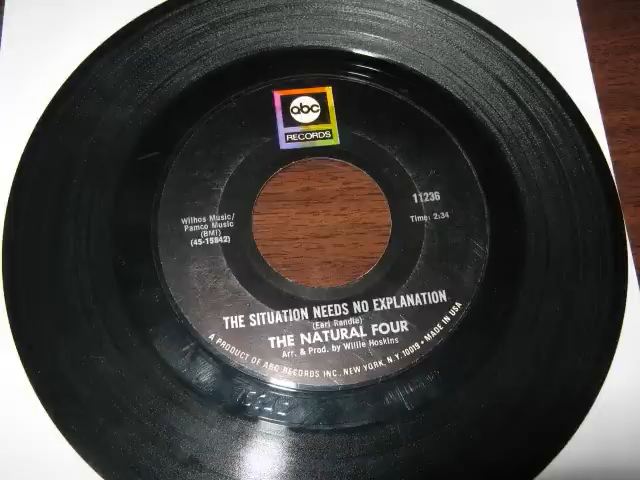 abc
RECORDS
11236
Time: 2:34
Wilhos Music/
Pamco Music
(BMI)
(45-15842)
THE SITUATION NEEDS NO EXPLANATION
(Earl Randle)
THE NATURAL FOUR
Arr. & Prod. by Willie Hoskins
A PRODUCT OF ABC RECORDS INC. NEW YORK, N.Y. 10019 • MADE IN USA